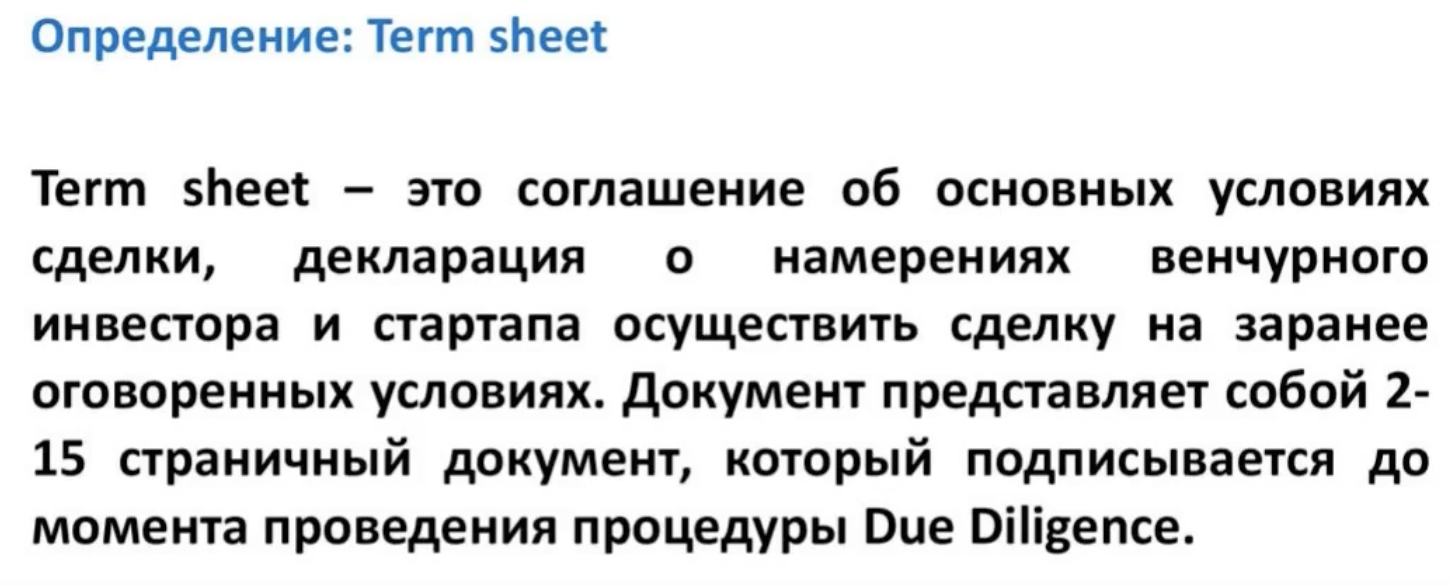 Определение: Term sheet
Term sheet – это соглашение об основных условиях
сделки, декларация о намерениях венчурного
инвестора и стартапа осуществить сделку на заранее
оговоренных условиях. Документ представляет собой 2-
15 страничный документ, который подписывается до
момента проведения процедуры Due Diligence.